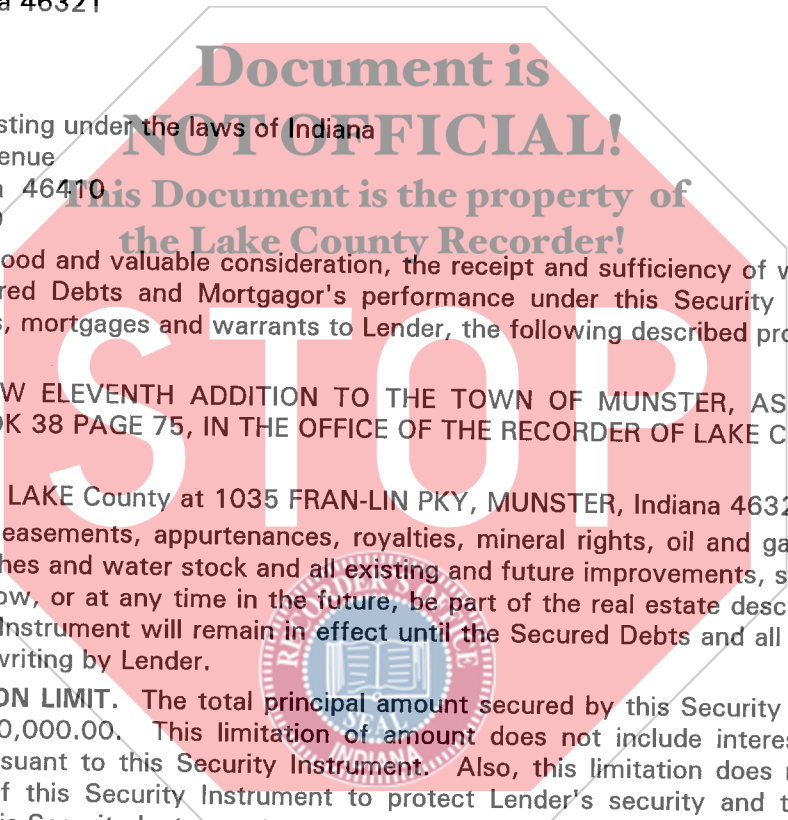 a 46321
Document is
sting under the laws of Indiana
NOT OFFICIAL!
enue
a 46410
This Document is the property of
the Lake County Recorder!
ood and valuable consideration, the receipt and sufficiency of w
red Debts and Mortgagor's performance under this Security
s, mortgages and warrants to Lender, the following described pro
STOP
W ELEVENTH ADDITION TO THE TOWN OF MUNSTER, AS
OK 38 PAGE 75, IN THE OFFICE OF THE RECORDER OF LAKE C
LAKE County at 1035 FRAN-LIN PKY, MUNSTER, Indiana 4632
easements, appurtenances, royalties, mineral rights, oil and ga
hes and water stock and all existing and future improvements, s
ow, or at any time in the future, be part of the real estate desc
Instrument will remain in effect until the Secured Debts and all
writing by Lender.
RECORDER'S OFFICE
SEAL
INDIANA
ON LIMIT. The total principal amount secured by this Security
0,000.00. This limitation of amount does not include interes
suant to this Security Instrument. Also, this limitation does
f this Security Instrument to protect Lender's security and t